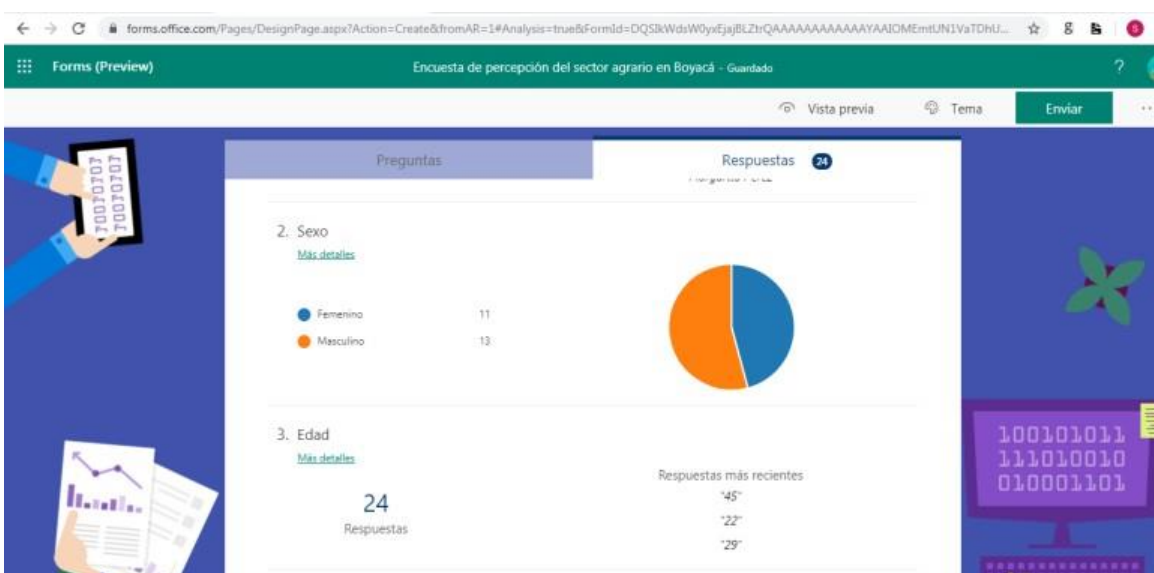 forms.office.com/Pages/DesignPage.aspx?Action=Create&fromAR=1#Analysis=true&FormId=
Forms (Preview)
Encuesta de percepción del sector agrario en Boyacá - Guardado
?
Vista previa
Tema
Enviar
Preguntas
Respuestas 24
2. Sexo
Más detalles
Femenino 11
Masculino 13
3. Edad
Más detalles
24
Respuestas
Respuestas más recientes
"45"
"22"
"29"
100101011
111010010
010001101